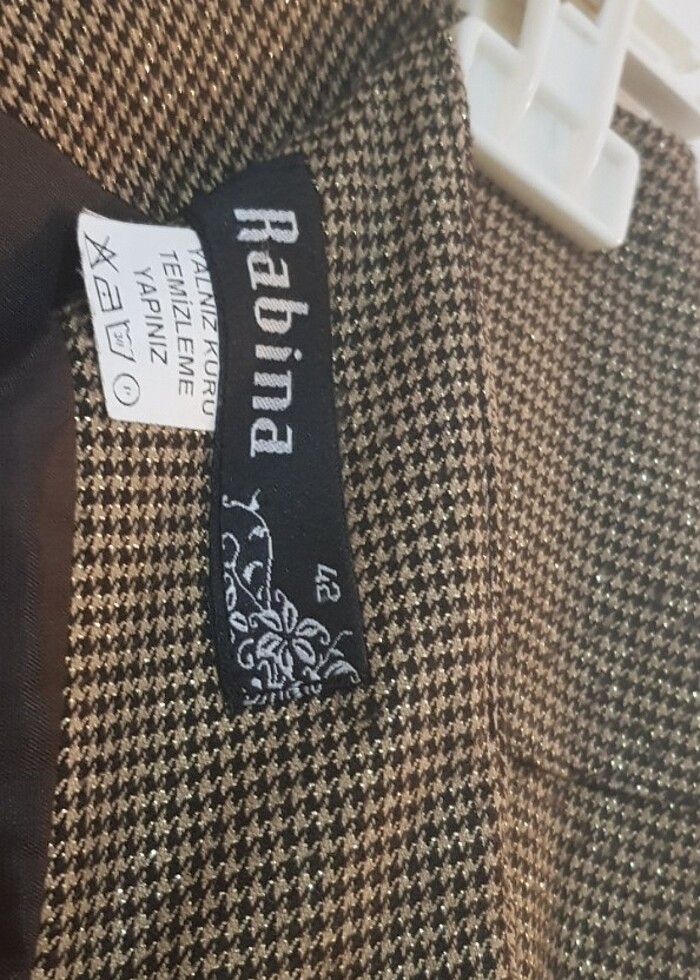 Rabina
42
YALNIZ KURU
TEMİZLEME
YAPINIZ